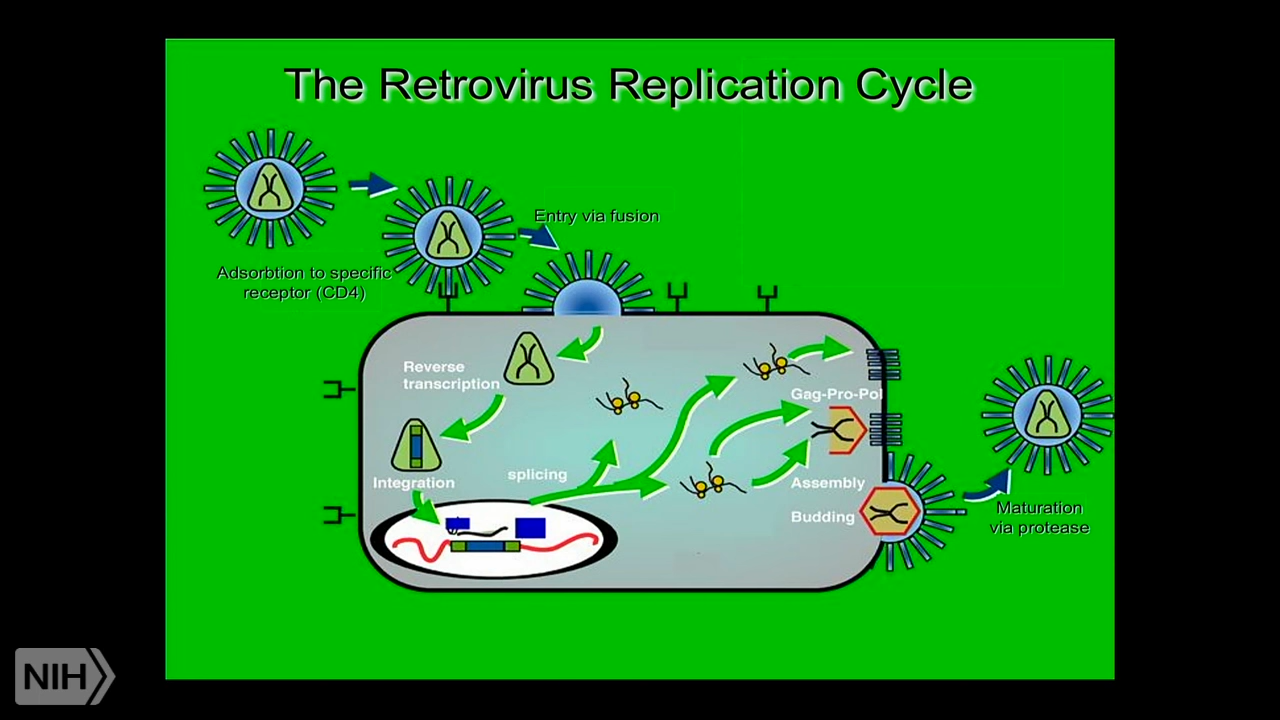 The Retrovirus Replication Cycle
Entry via fusion
Adsorbtion to specific
receptor (CD4)
Reverse
transcription
Gag-Pro-Pol
splicing
Integration
Assembly
Budding
Maturation
via protease
NIH